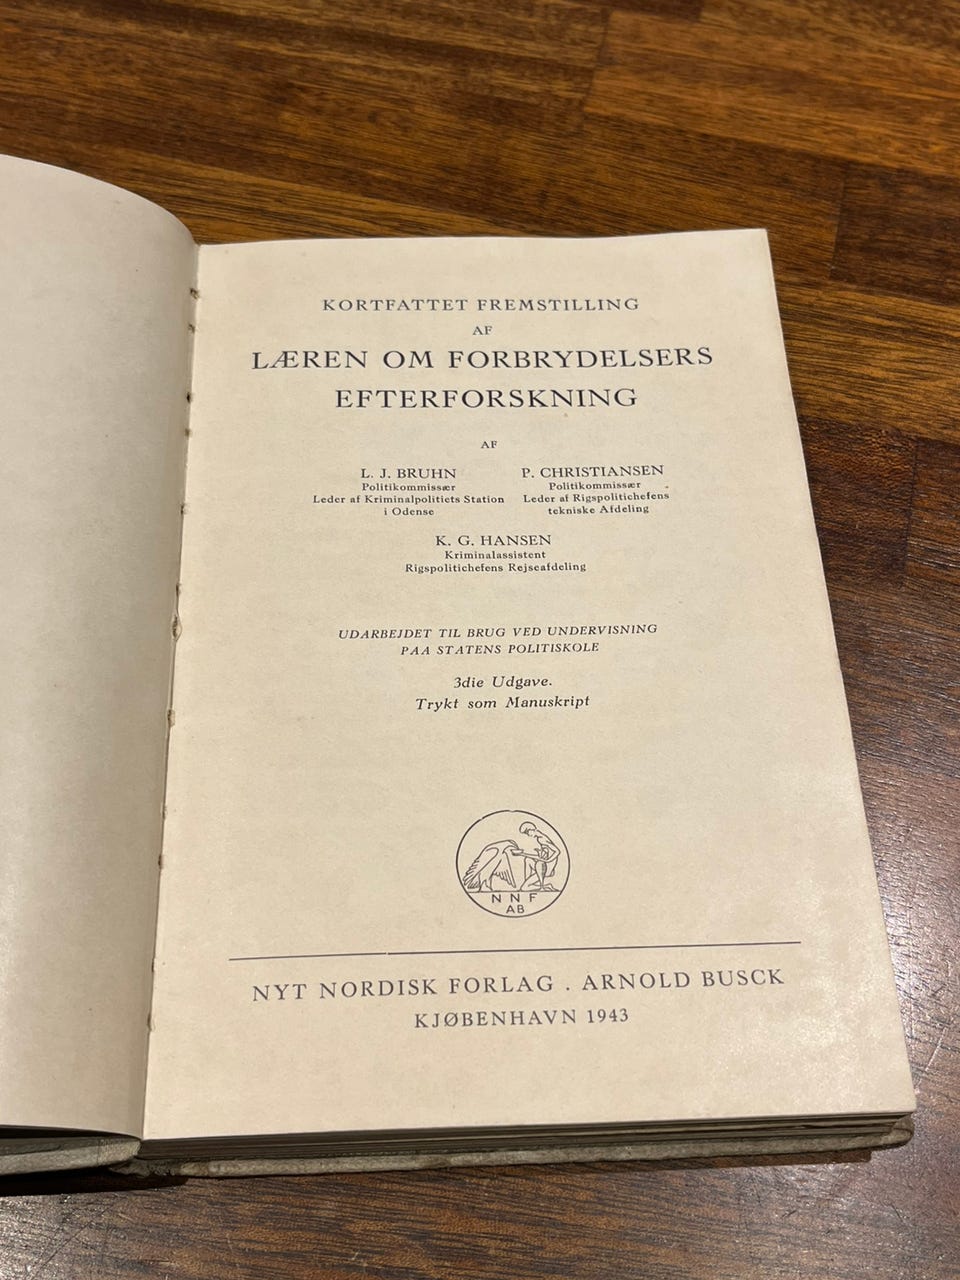 KORTFATTET FREMSTILLING
AF
LÆREN OM FORBRYDELSERS
EFTERFORSKNING
AF
L. J. BRUHN
Politikommissær
Leder af Kriminalpolitiets Station
i Odense
P. CHRISTIANSEN
Politikommissær
Leder af Rigspolitichefens
tekniske Afdeling
K. G. HANSEN
Kriminalassistent
Rigspolitichefens Rejseafdeling
UDARBEJDET TIL BRUG VED UNDERVISNING
PAA STATENS POLITISKOLE
3die Udgave.
Trykt som Manuskript
N N F
AB
NYT NORDISK FORLAG . ARNOLD BUSCK
KJØBENHAVN 1943